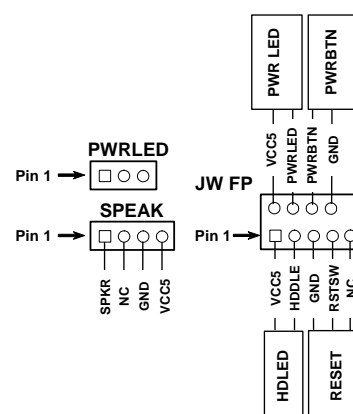 PWR LED
PWRBTN
VCC5
PWRLED
PWRBTN
GND
PWRLED
Pin 1
JW FP
SPEAK
Pin 1
Pin 1
SPKR
NC
GND
VCC5
VCC5
HDDLE
GND
RSTSW
NC
HDLED
RESET